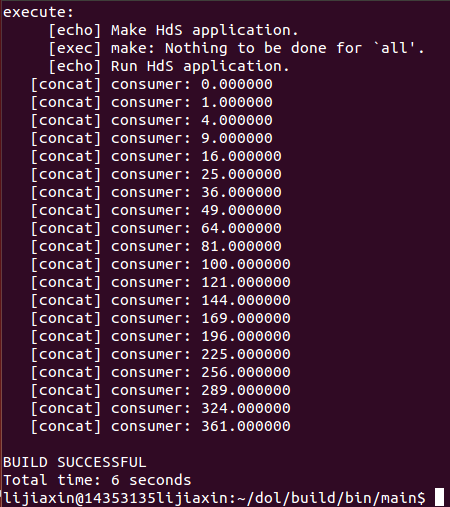 execute:
[echo] Make HdS application.
[exec] make: Nothing to be done for `all'.
[echo] Run HdS application.
[concat] consumer: 0.000000
[concat] consumer: 1.000000
[concat] consumer: 4.000000
[concat] consumer: 9.000000
[concat] consumer: 16.000000
[concat] consumer: 25.000000
[concat] consumer: 36.000000
[concat] consumer: 49.000000
[concat] consumer: 64.000000
[concat] consumer: 81.000000
[concat] consumer: 100.000000
[concat] consumer: 121.000000
[concat] consumer: 144.000000
[concat] consumer: 169.000000
[concat] consumer: 196.000000
[concat] consumer: 225.000000
[concat] consumer: 256.000000
[concat] consumer: 289.000000
[concat] consumer: 324.000000
[concat] consumer: 361.000000
BUILD SUCCESSFUL
Total time: 6 seconds
lijiaxin@14353135lijiaxin:~/dol/build/bin/main$